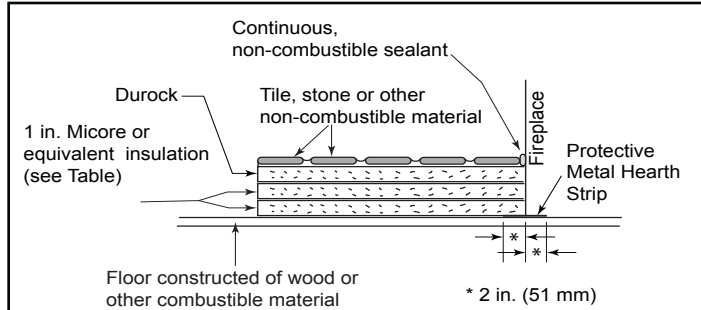 Continuous,
non-combustible sealant
Durock
Tile, stone or other
non-combustible material
1 in. Micore or
equivalent insulation
(see Table)
Fireplace
Protective
Metal Hearth
Strip
*
*
Floor constructed of wood or
other combustible material
* 2 in. (51 mm)